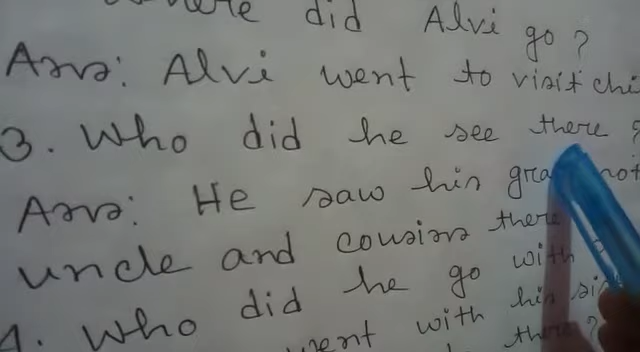 did Alvi go?
Ans: Alvi went to visit
3. Who did he see there?
Ans: He saw his
uncle and cousins there
4. Who did he go with?
went with his